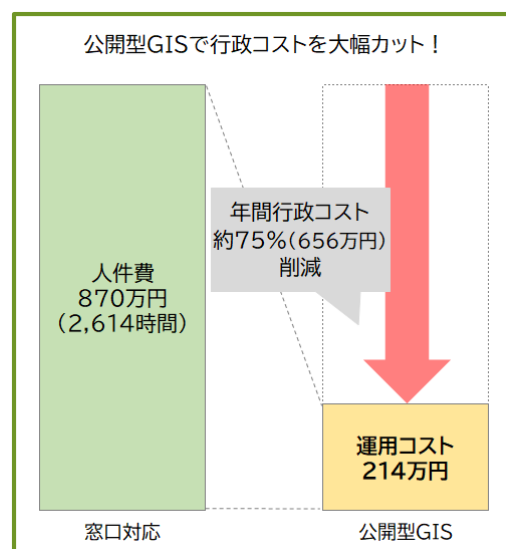 公開型GISで行政コストを大幅カット！
年間行政コスト
約75%(656万円)
削減
人件費
870万円
(2,614時間)
運用コスト
214万円
窓口対応
公開型GIS